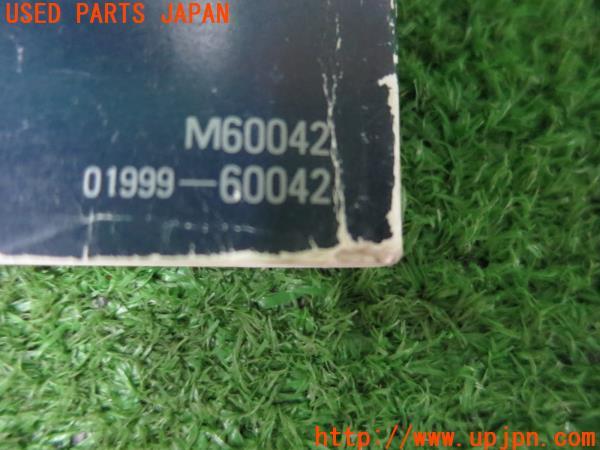 USED PARTS JAPAN
M60042
01999-60042
http://www.upjpn.com